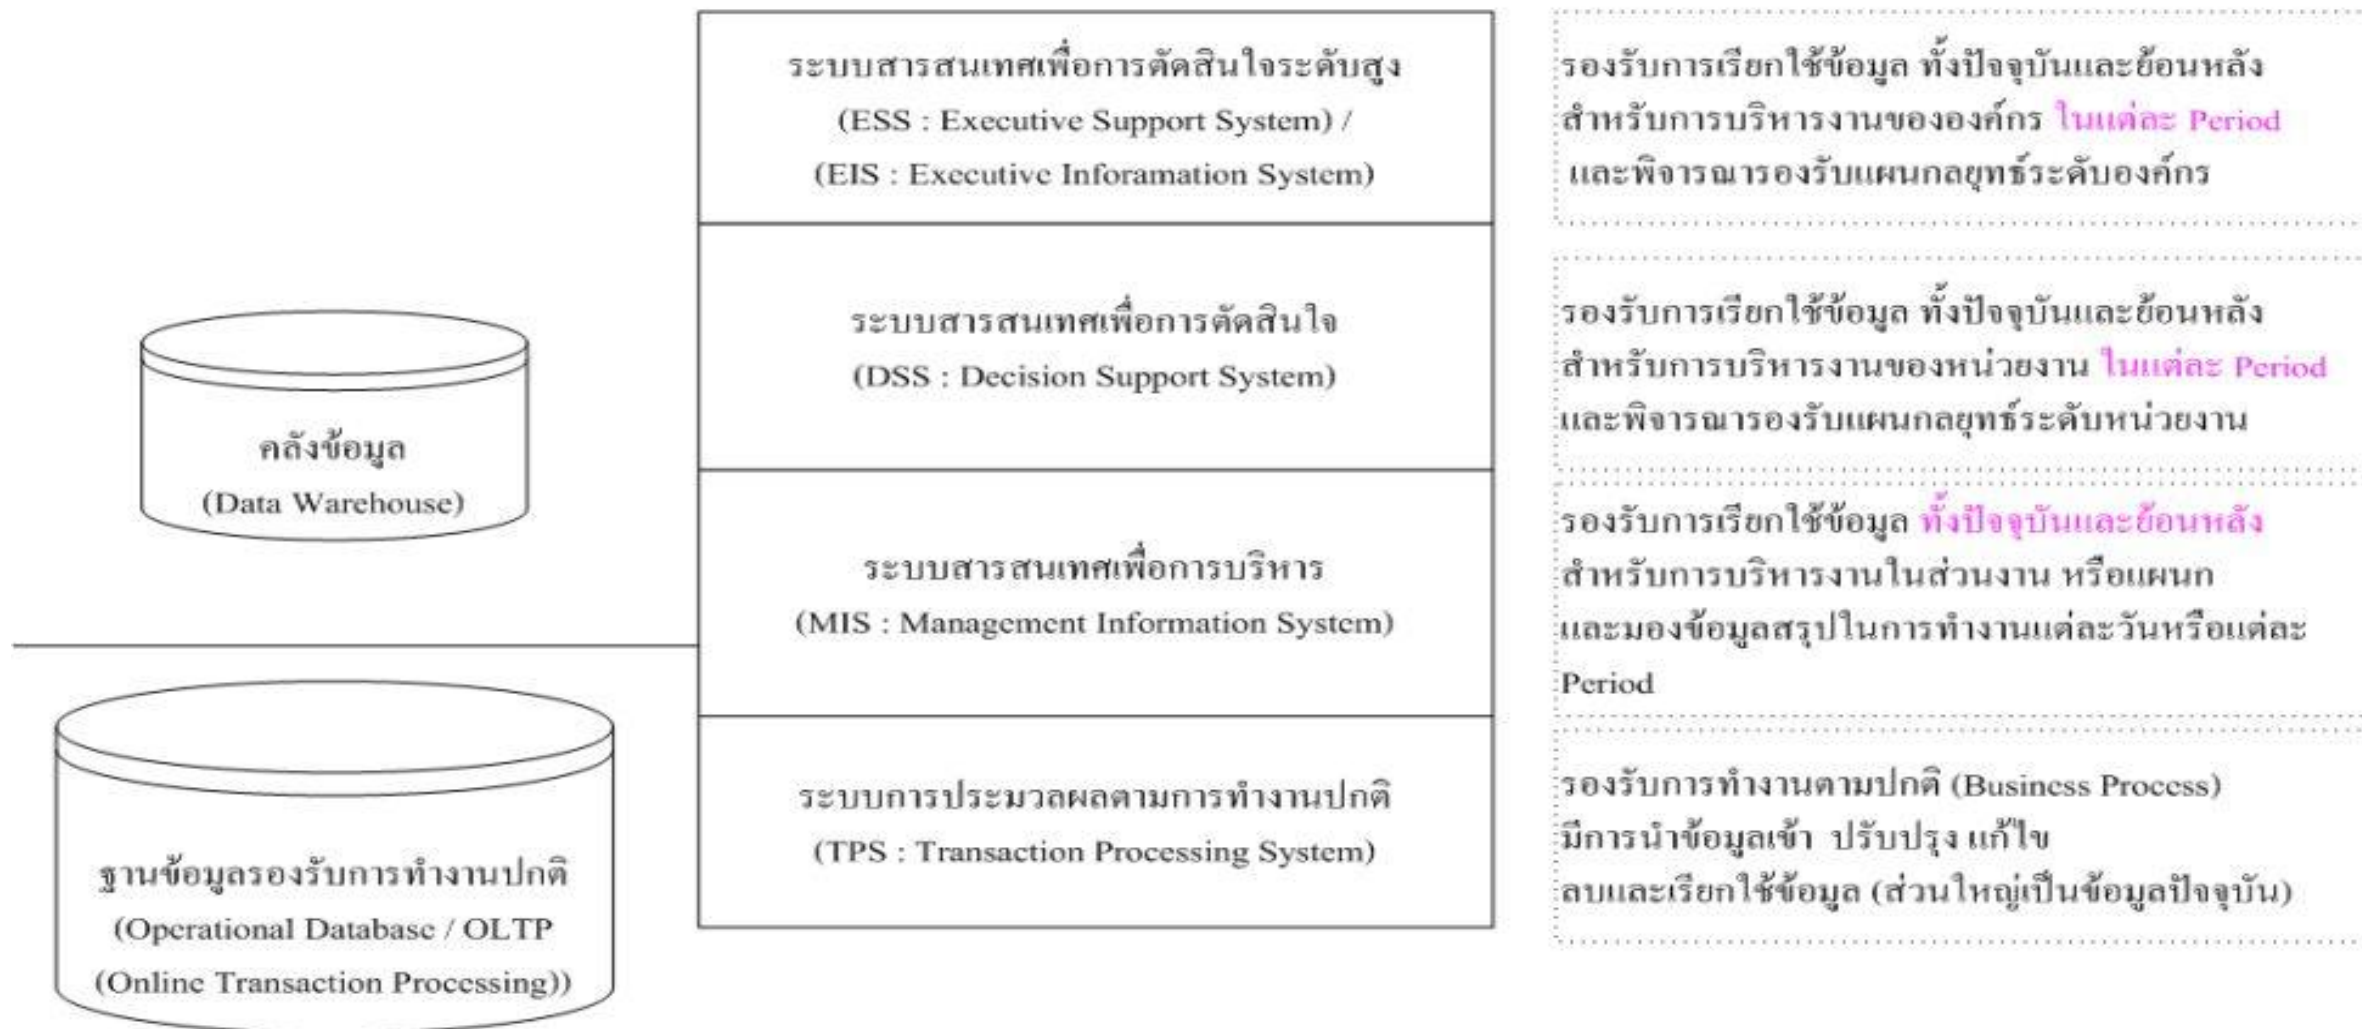 ระบบสารสนเทศเพื่อการตัดสินใจระดับสูง
(ESS : Executive Support System) /
(EIS : Executive Inforamation System)
รองรับการเรียกใช้ข้อมูล ทั้งปัจจุบันและย้อนหลัง
สำหรับการบริหารงานขององค์กร ในแต่ละ Period
และพิจารณารองรับแผนกลยุทธ์ระดับองค์กร
ระบบสารสนเทศเพื่อการตัดสินใจ
(DSS : Decision Support System)
รองรับการเรียกใช้ข้อมูล ทั้งปัจจุบันและย้อนหลัง
สำหรับการบริหารงานของหน่วยงาน ในแต่ละ Period
และพิจารณารองรับแผนกลยุทธ์ระดับหน่วยงาน
คลังข้อมูล
(Data Warehouse)
ระบบสารสนเทศเพื่อการบริหาร
(MIS : Management Information System)
รองรับการเรียกใช้ข้อมูล ทั้งปัจจุบันและย้อนหลัง
สำหรับการบริหารงานในส่วนงาน หรือแผนก
และมองข้อมูลสรุปในการทำงานแต่ละวันหรือแต่ละ
Period
ระบบการประมวลผลตามการทำงานปกติ
(TPS : Transaction Processing System)
รองรับการทำงานตามปกติ (Business Process)
มีการนำข้อมูลเข้า ปรับปรุง แก้ไข
ลบและเรียกใช้ข้อมูล (ส่วนใหญ่เป็นข้อมูลปัจจุบัน)
ฐานข้อมูลรองรับการทำงานปกติ
(Operational Database / OLTP
(Online Transaction Processing))